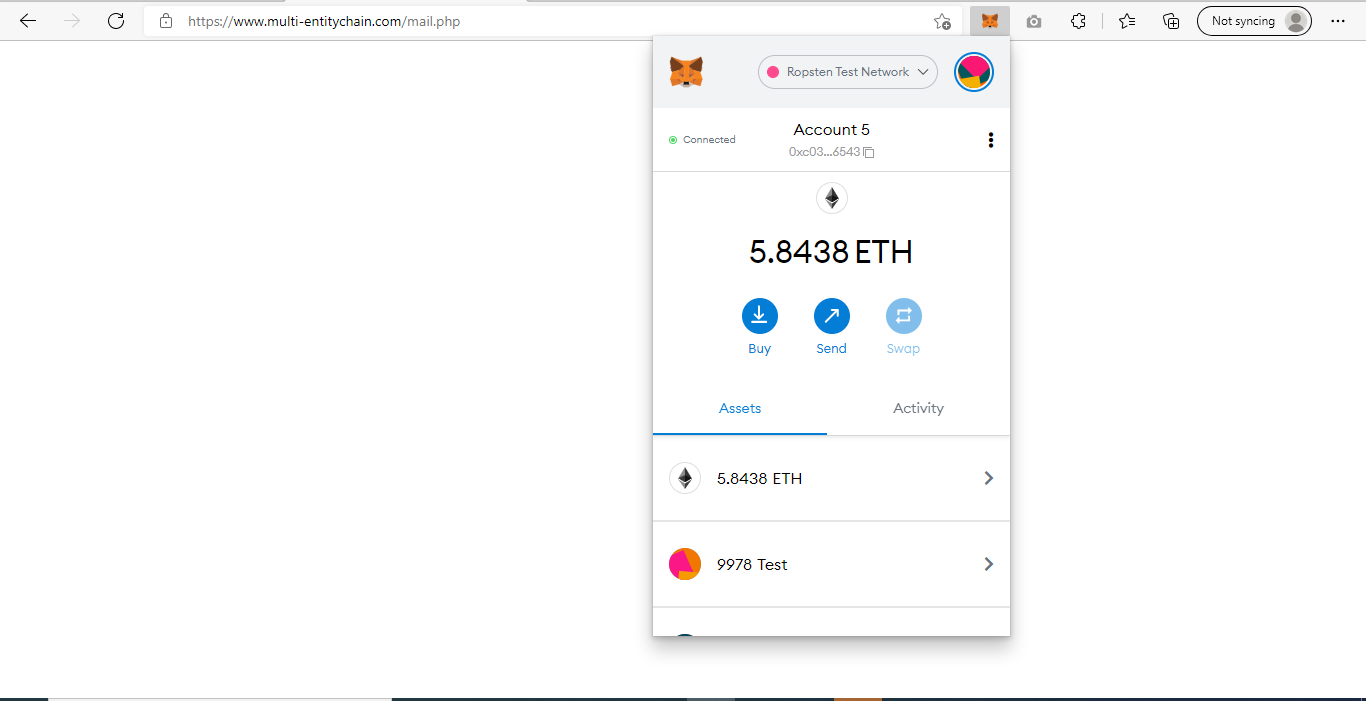 https://www.multi-entitychain.com/mail.php
Not syncing
Ropsten Test Network
Connected
Account 5
0xc03...6543
5.8438 ETH
Buy
Send
Swap
Assets
Activity
5.8438 ETH
9978 Test